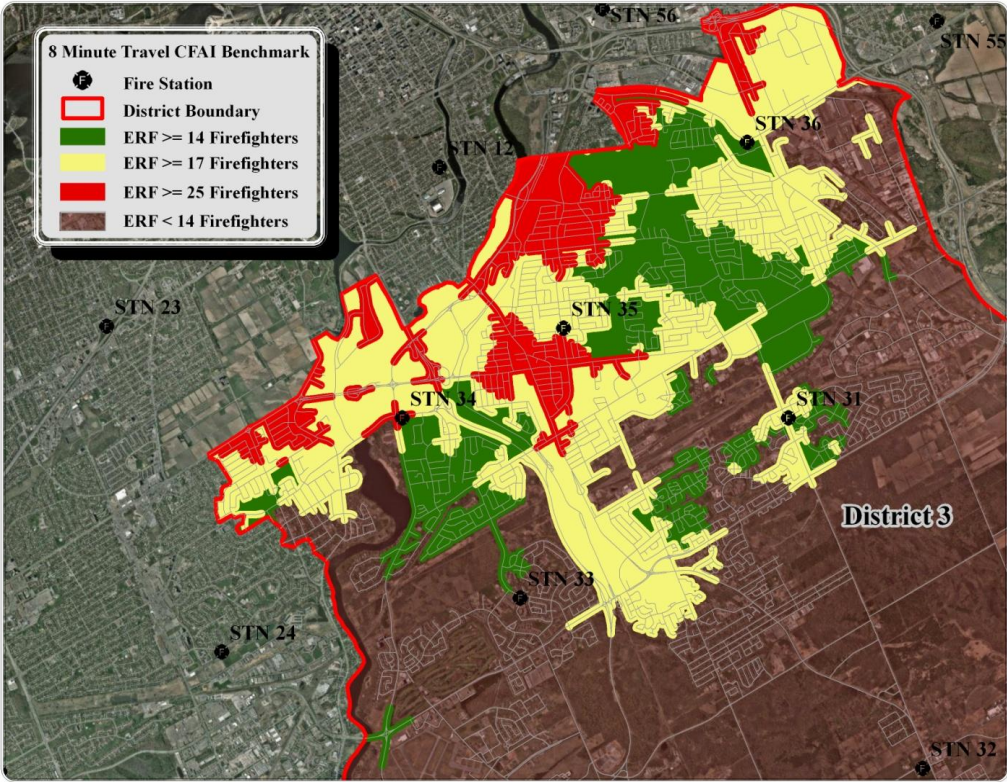 8 Minute Travel CFAI Benchmark
Fire Station
District Boundary
ERF >= 14 Firefighters
ERF >= 17 Firefighters
ERF >= 25 Firefighters
ERF < 14 Firefighters
STN 56
STN 55
STN 36
STN 12
STN 23
STN 35
STN 34
STN 31
District 3
STN 33
STN 24
STN 32